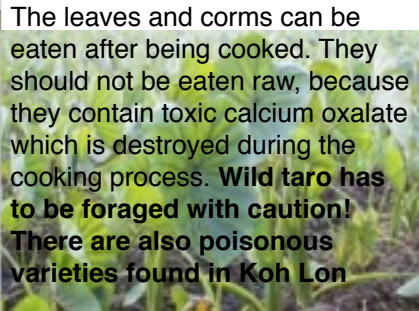 The leaves and corms can be
eaten after being cooked. They
should not be eaten raw, because
they contain toxic calcium oxalate
which is destroyed during the
cooking process. Wild taro has
to be foraged with caution!
There are also poisonous
varieties found in Koh Lon